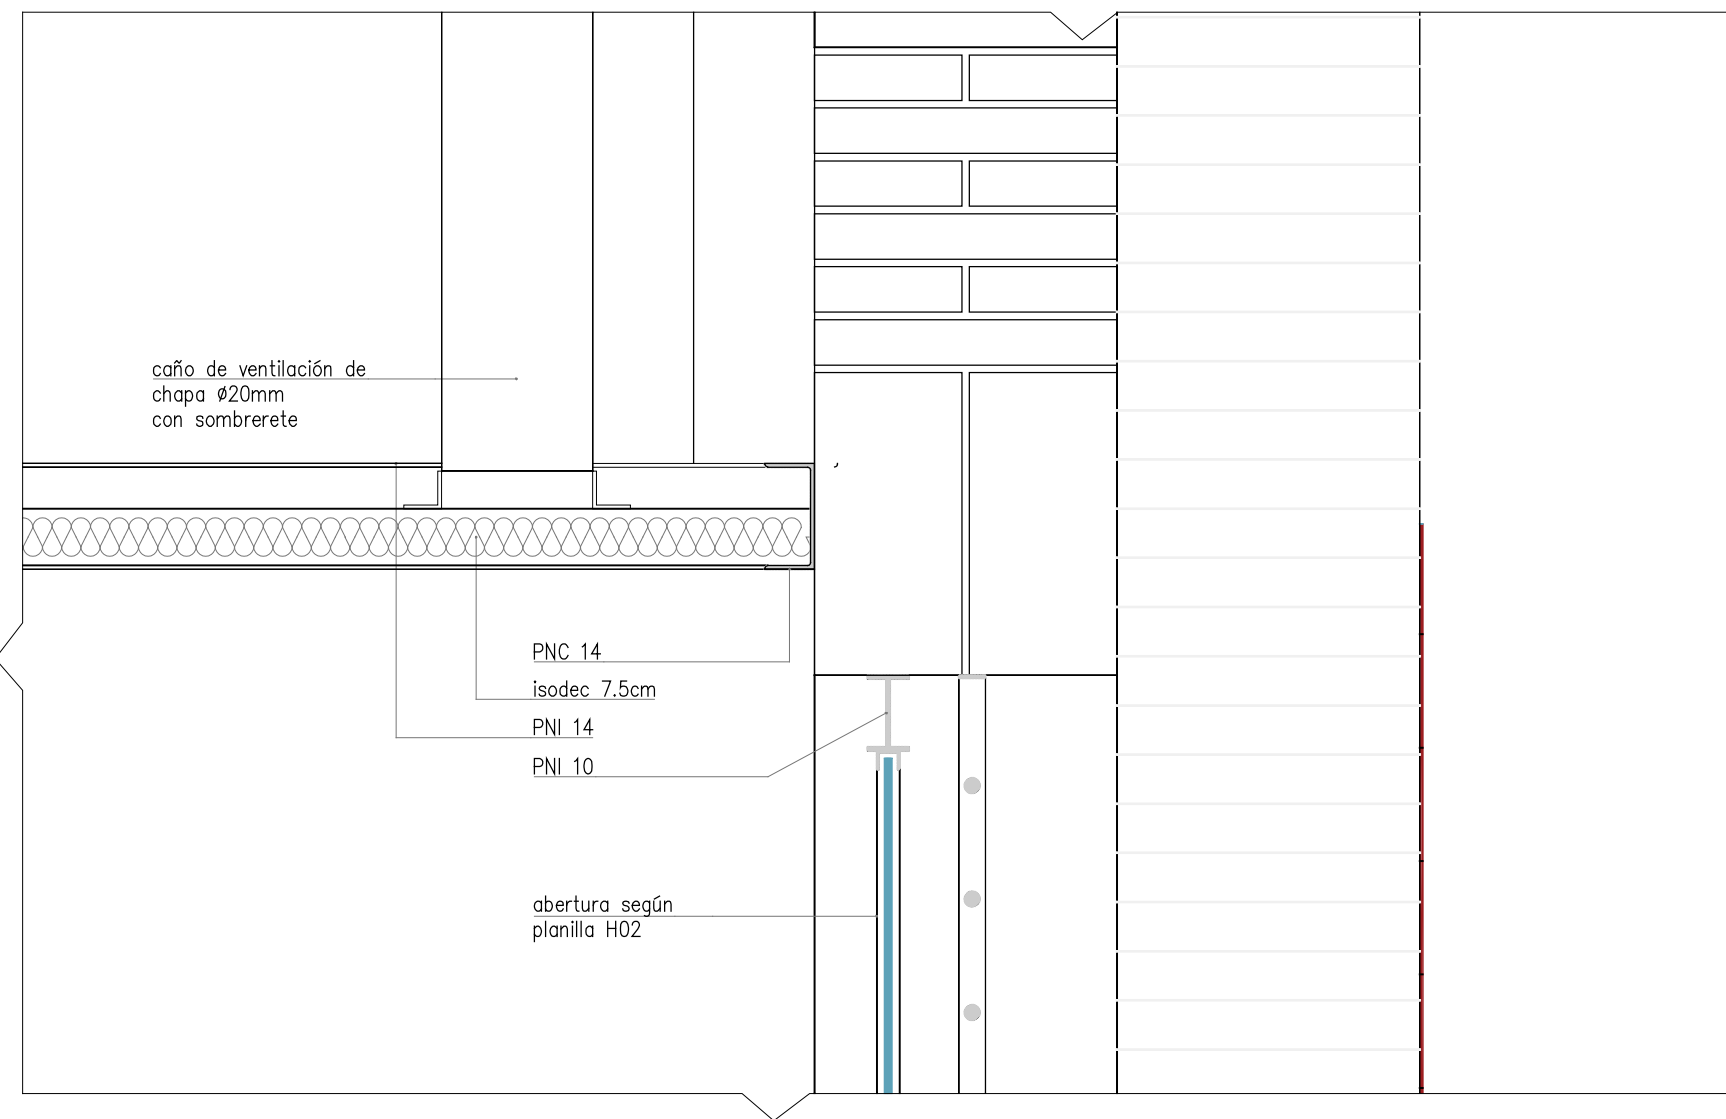 caño de ventilación de
chapa Ø20mm
con sombrerete
PNC 14
isodec 7.5cm
PNI 14
PNI 10
abertura según
planilla H02